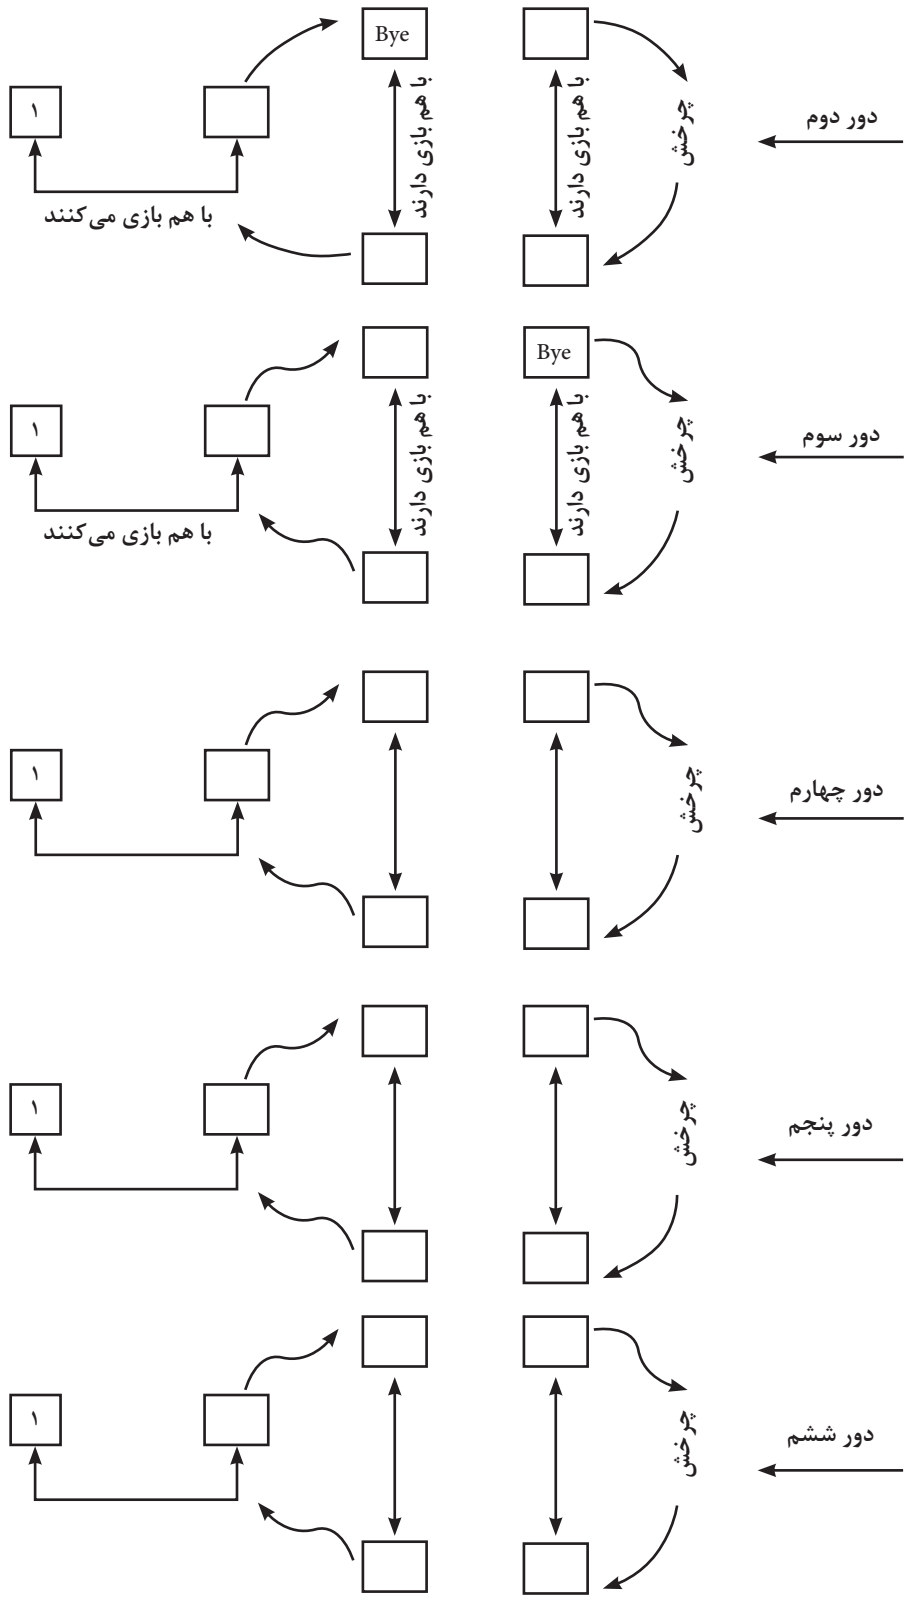 Bye
۱
با هم بازی دارند
با هم بازی دارند
چرخش
دور دوم
با هم بازی می‌کنند
Bye
۱
با هم بازی دارند
با هم بازی دارند
چرخش
دور سوم
با هم بازی می‌کنند
۱
چرخش
دور چهارم
۱
چرخش
دور پنجم
۱
چرخش
دور ششم